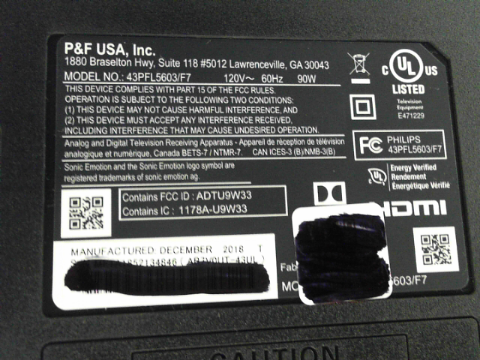 P&F USA, Inc.
1880 Braselton Hwy, Suite 118 #5012 Lawrenceville, GA 30043
MODEL NO.: 43PFL5603/F7 120V~ 60Hz 90W
THIS DEVICE COMPLIES WITH PART 15 OF THE FCC RULES.
OPERATION IS SUBJECT TO THE FOLLOWING TWO CONDITIONS:
(1) THIS DEVICE MAY NOT CAUSE HARMFUL INTERFERENCE, AND
(2) THIS DEVICE MUST ACCEPT ANY INTERFERENCE RECEIVED,
INCLUDING INTERFERENCE THAT MAY CAUSE UNDESIRED OPERATION.
Analog and Digital Television Receiving Apparatus - Appareil de réception de télévision
analogique et numérique, Canada BETS-7 / NTMR-7. CAN ICES-3 (B)/NMB-3(B)
Sonic Emotion and the Sonic Emotion logo symbol are
registered trademarks of sonic emotion ag
Contains FCC ID : ADTU9W33
Contains IC : 1178A-U9W33
C UL US
LISTED
Television
Equipment
E471229
FC PHILIPS
43PFL5603/F7
UL Energy Verified
Rendement
Énergétique Vérifié
HDMI
MANUFACTURED DECEMBER 2018 T
Fab
MO 5603/F7
CAUTION